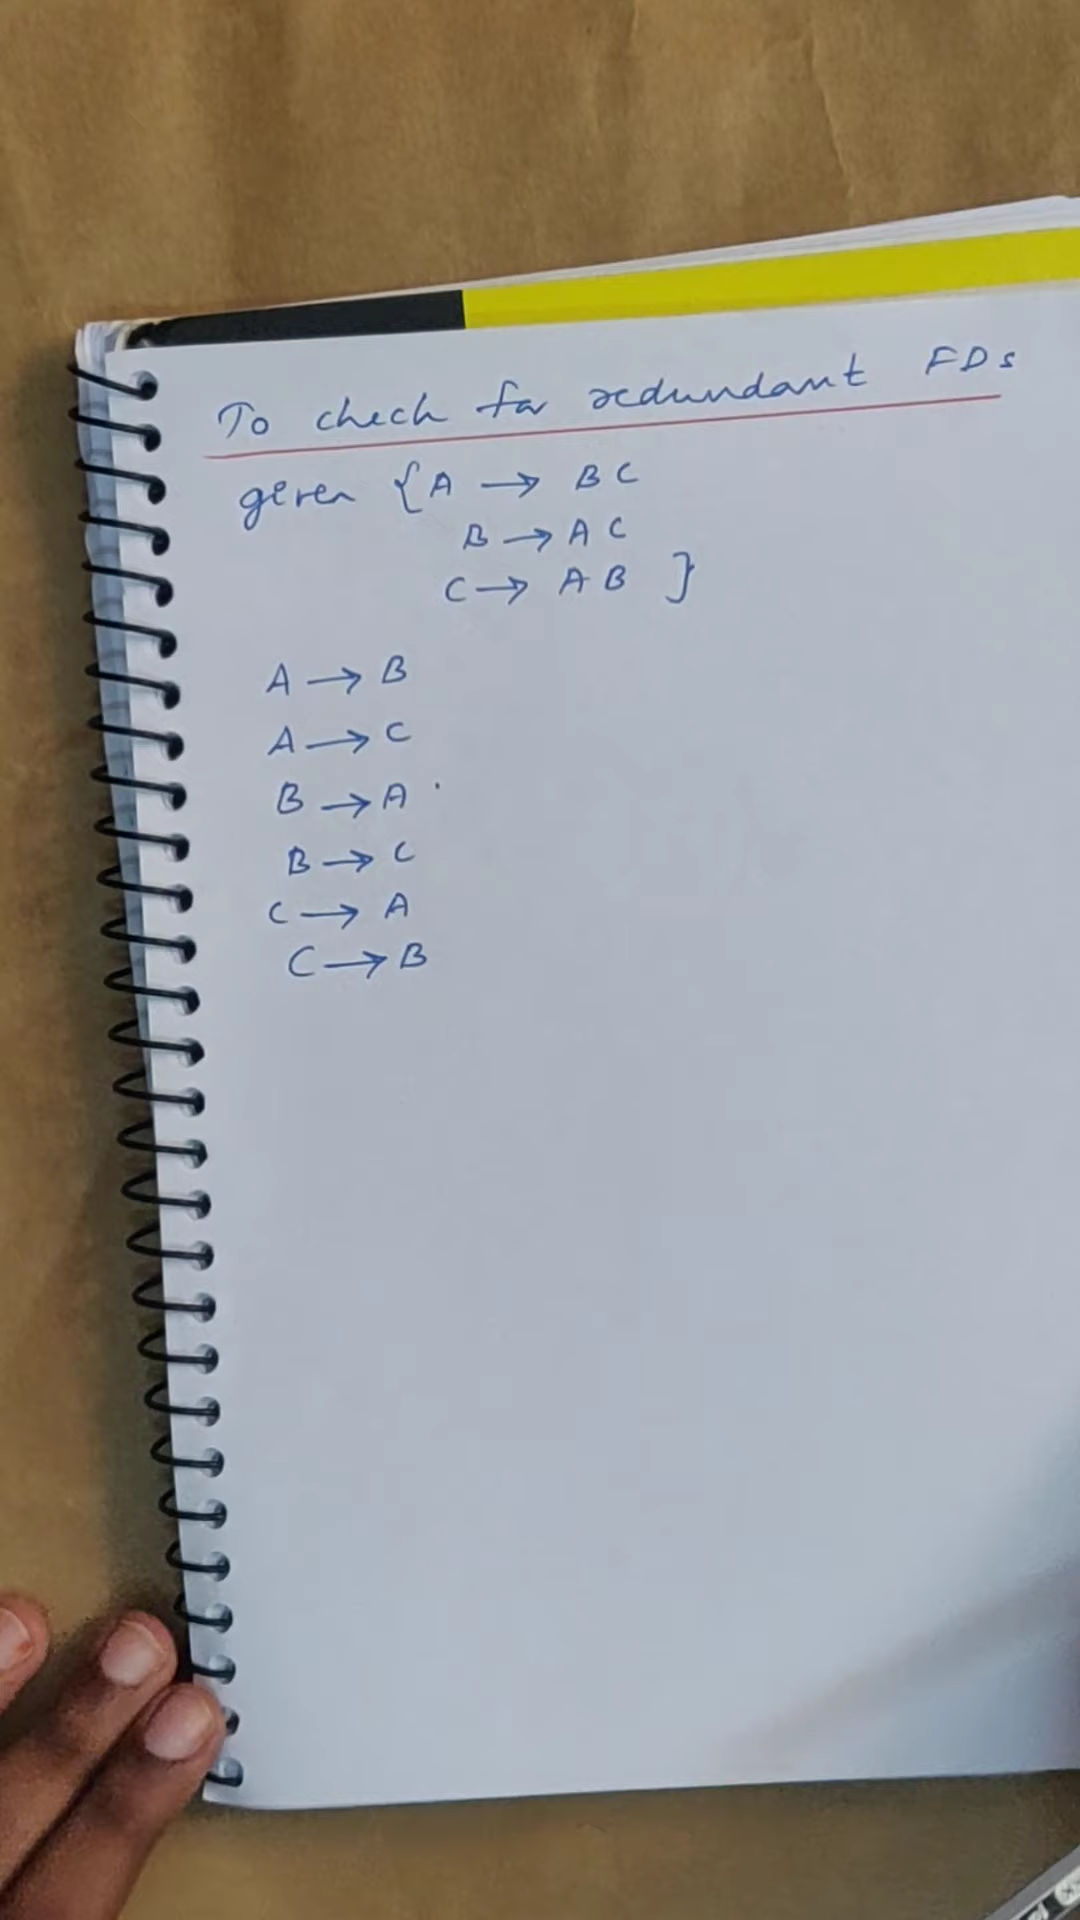 To check for redundant FDs
given { A → BC
B → AC
C → AB }
A → B
A → C
B → A
B → C
C → A
C → B